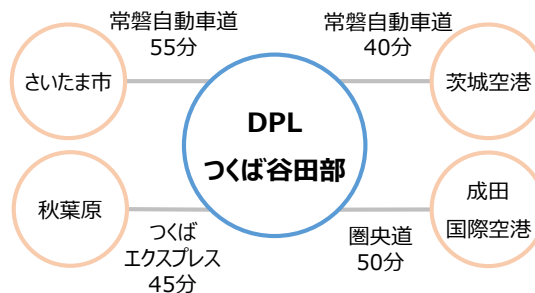 常磐自動車道
55分
常磐自動車道
40分
さいたま市
茨城空港
DPL
つくば谷田部
秋葉原
成田
国際空港
つくば
エクスプレス
45分
圏央道
50分